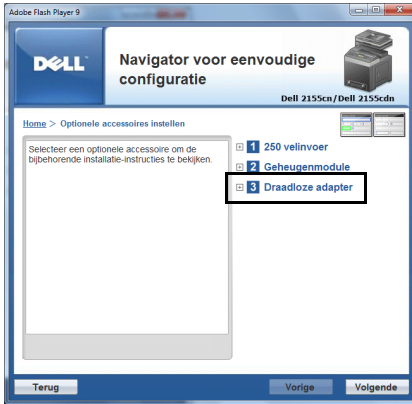 Adobe Flash Player 9
DELL
Navigator voor eenvoudige
configuratie
Dell 2155cn/Dell 2155cdn
Home > Optionele accessoires instellen
Selecteer een optionele accessoire om de
bijbehorende installatie-instructies te bekijken.
1 250 velinvoer
2 Geheugenmodule
3 Draadloze adapter
Terug
Vorige
Volgende